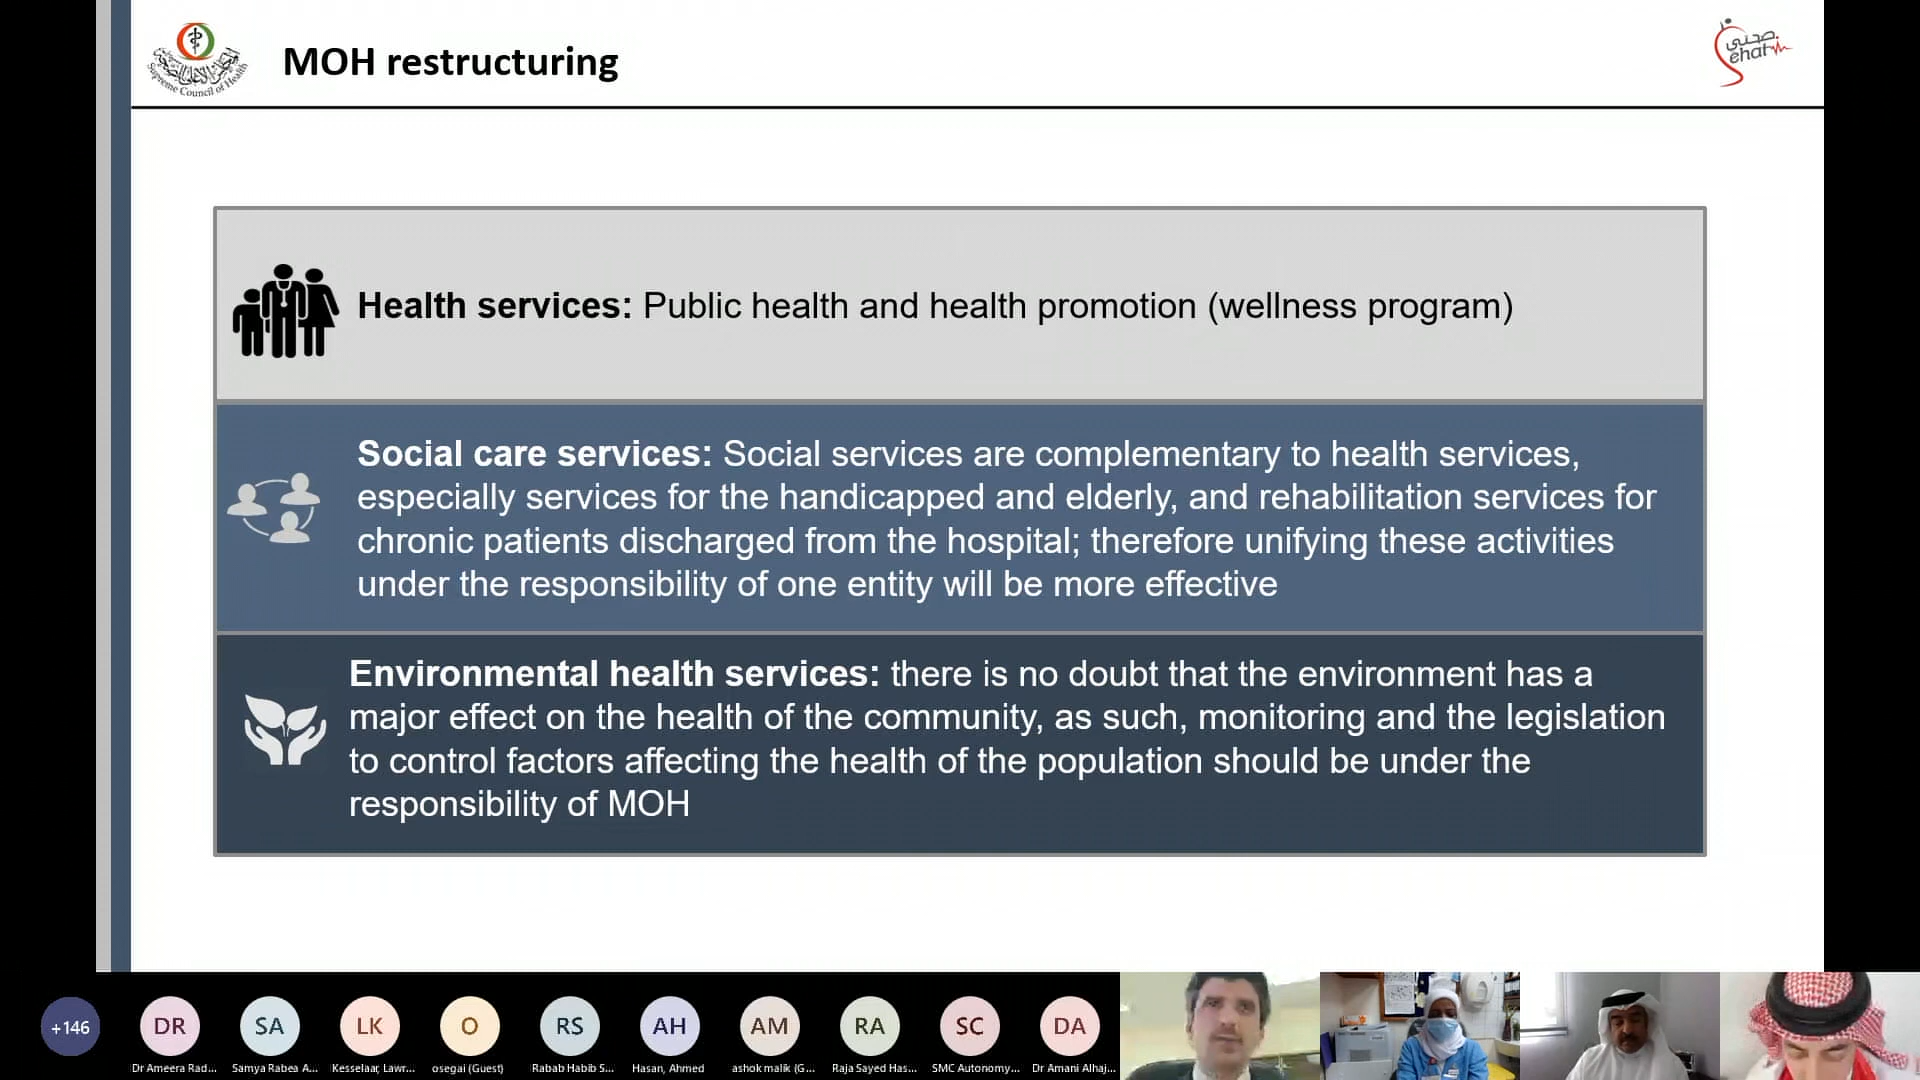 Supreme Council of Health
MOH restructuring
صحتي
Sehati
Health services: Public health and health promotion (wellness program)
Social care services: Social services are complementary to health services,
especially services for the handicapped and elderly, and rehabilitation services for
chronic patients discharged from the hospital; therefore unifying these activities
under the responsibility of one entity will be more effective
Environmental health services: there is no doubt that the environment has a
major effect on the health of the community, as such, monitoring and the legislation
to control factors affecting the health of the population should be under the
responsibility of MOH
+146
DR
SA
LK
O
RS
AH
AM
RA
SC
DA
Dr Ameera Rad...
Samya Rabea A...
Kesselaar, Lawr...
osegai (Guest)
Rabab Habib S...
Hasan, Ahmed
ashok malik (G...
Raja Sayed Has...
SMC Autonomy...
Dr Amani Alhaj...